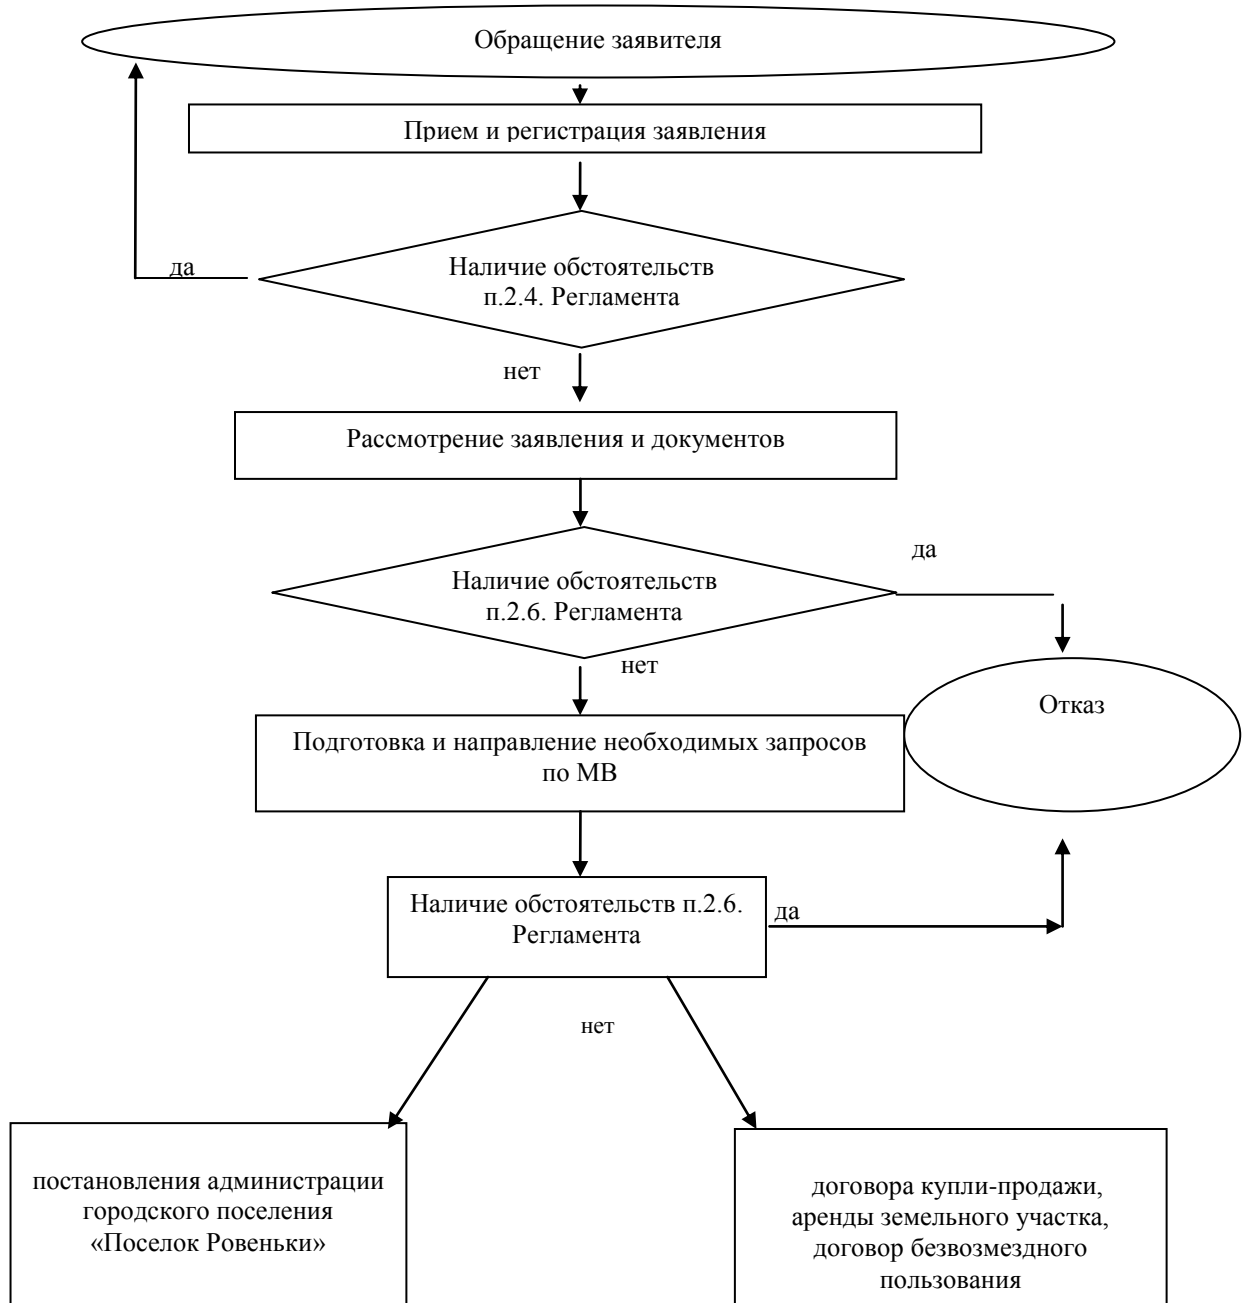 Обращение заявителя
Прием и регистрация заявления
да
Наличие обстоятельств
п.2.4. Регламента
нет
Рассмотрение заявления и документов
да
Наличие обстоятельств
п.2.6. Регламента
нет
Отказ
Подготовка и направление необходимых запросов
по МВ
Наличие обстоятельств п.2.6.
Регламента
да
нет
постановления администрации
городского поселения
«Поселок Ровеньки»
договора купли-продажи,
аренды земельного участка,
договор безвозмездного
пользования